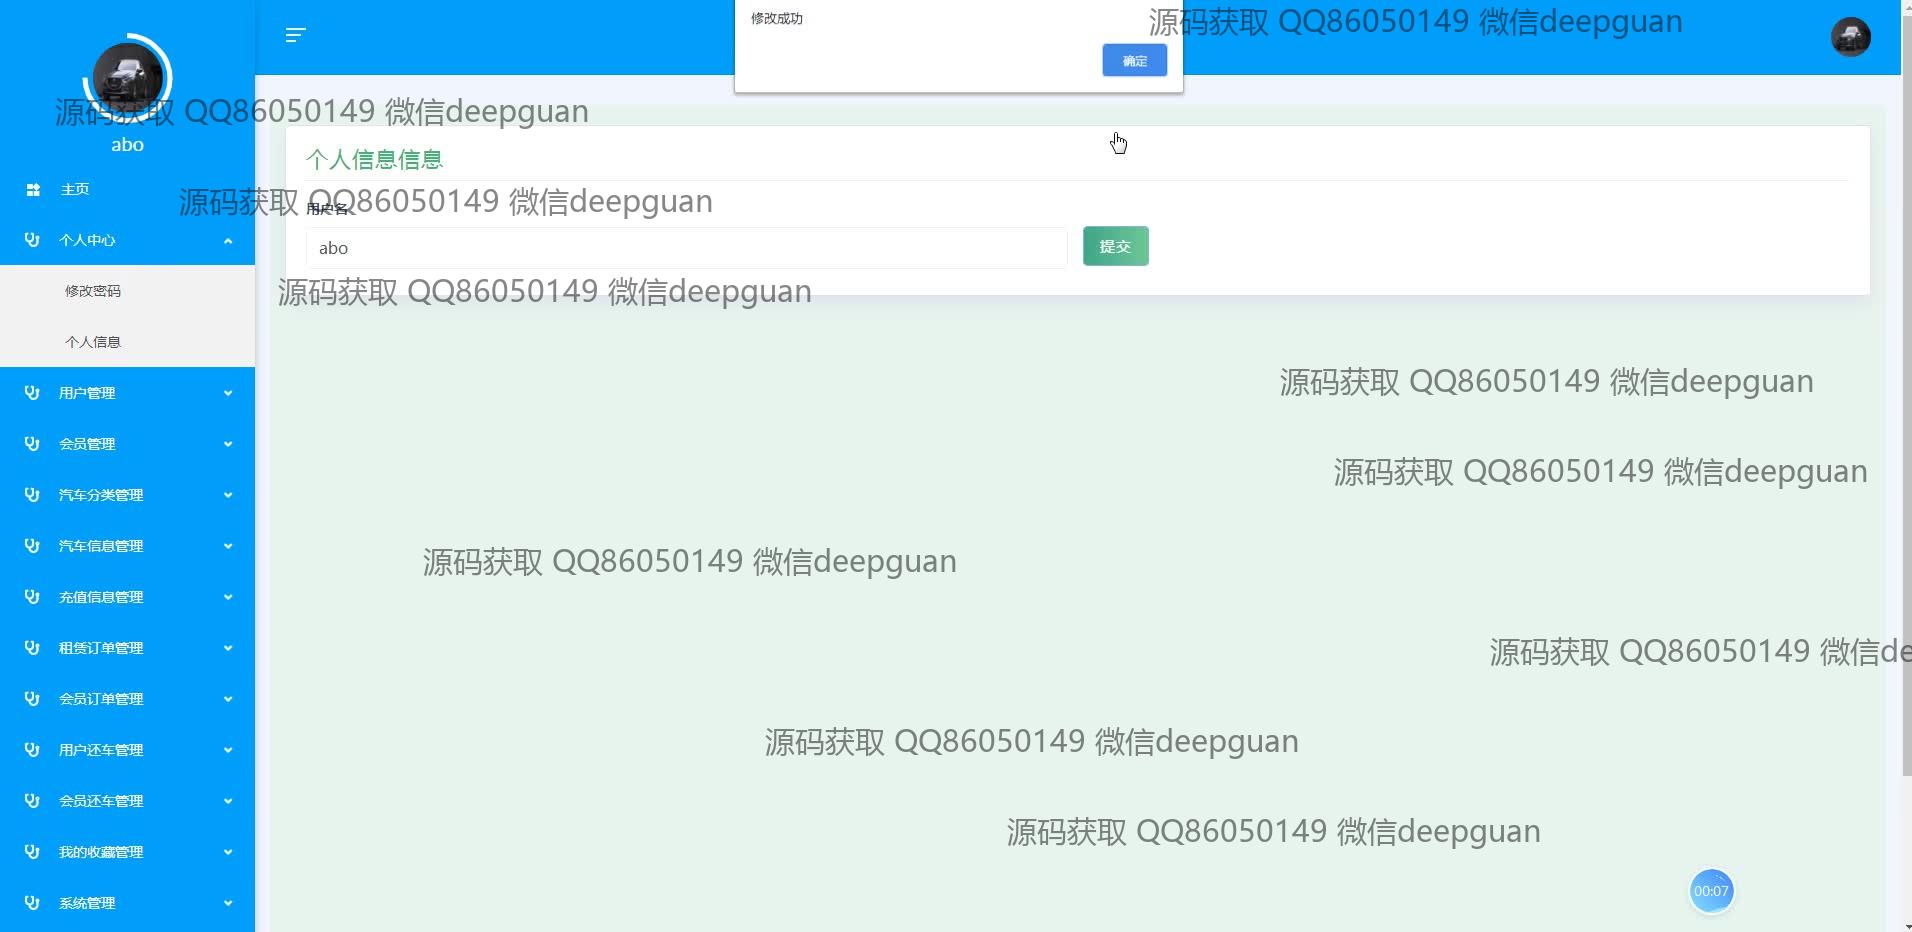 修改成功
确定
源码获取 QQ86050149 微信deepguan
源码获取 QQ86050149 微信deepguan
abo
个人信息信息
主页
源码获取 QQ86050149 微信deepguan
用户名
个人中心
abo
提交
修改密码
源码获取 QQ86050149 微信deepguan
个人信息
源码获取 QQ86050149 微信deepguan
用户管理
会员管理
源码获取 QQ86050149 微信deepguan
汽车分类管理
汽车信息管理
源码获取 QQ86050149 微信deepguan
充值信息管理
租赁订单管理
源码获取 QQ86050149 微信de
会员订单管理
用户还车管理
源码获取 QQ86050149 微信deepguan
会员还车管理
源码获取 QQ86050149 微信deepguan
我的收藏管理
系统管理
00:07